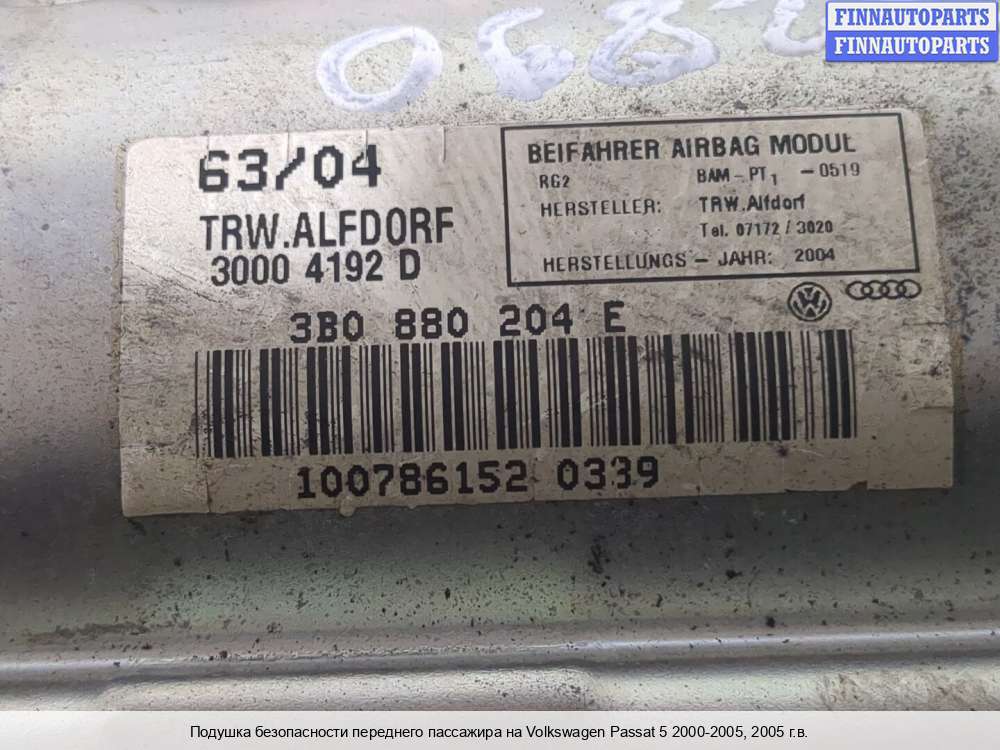 FINNAUTOPARTS
FINNAUTOPARTS
63/04
TRW.ALFDORF
3000 4192 D
BEIFAHRER AIRBAG MODUL
RG2 BAM-PT1 -0519
HERSTELLER: TRW.Alfdorf
Tel. 07172 / 3020
HERSTELLUNGS - JAHR: 2004
3B0 880 204 E
100786152 0339
Подушка безопасности переднего пассажира на Volkswagen Passat 5 2000-2005, 2005 г.в.